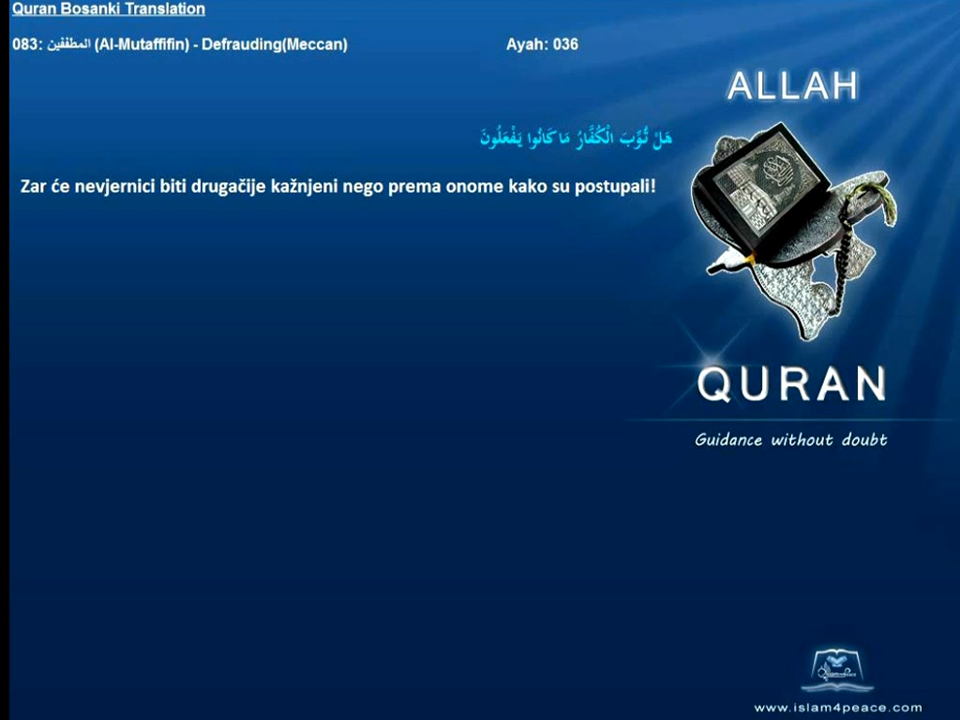 Quran Bosanki Translation
083: المطففين (Al-Mutaffifin) - Defrauding(Meccan) Ayah: 036
ALLAH
هَلْ ثُوِّبَ الْكُفَّارُ مَا كَانُوا يَفْعَلُونَ
Zar će nevjernici biti drugačije kažnjeni nego prema onome kako su postupali!
QURAN
Guidance without doubt
www.islam4peace.com